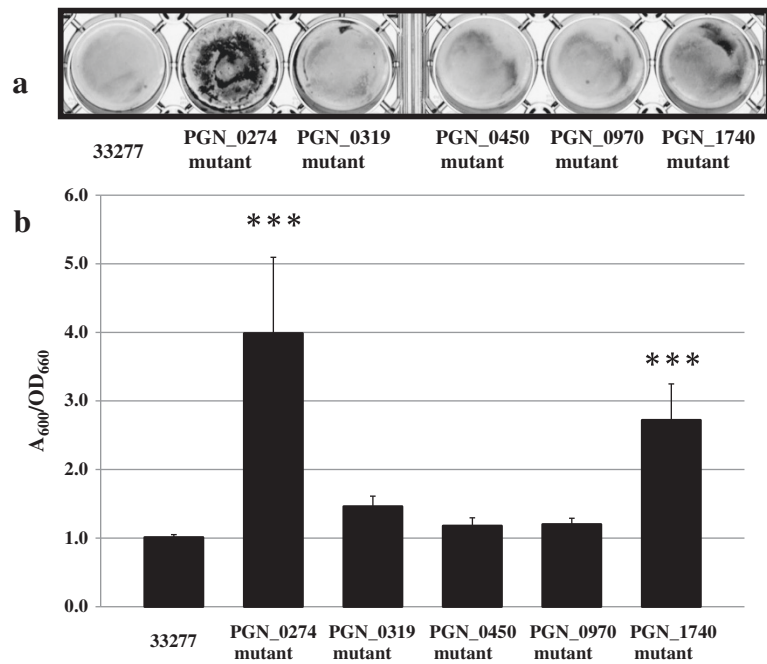 a
33277 PGN_0274 mutant PGN_0319 mutant PGN_0450 mutant PGN_0970 mutant PGN_1740 mutant
b
6.0
5.0
4.0
3.0
2.0
1.0
0.0
A600/OD660
***
***
33277 PGN_0274 mutant PGN_0319 mutant PGN_0450 mutant PGN_0970 mutant PGN_1740 mutant